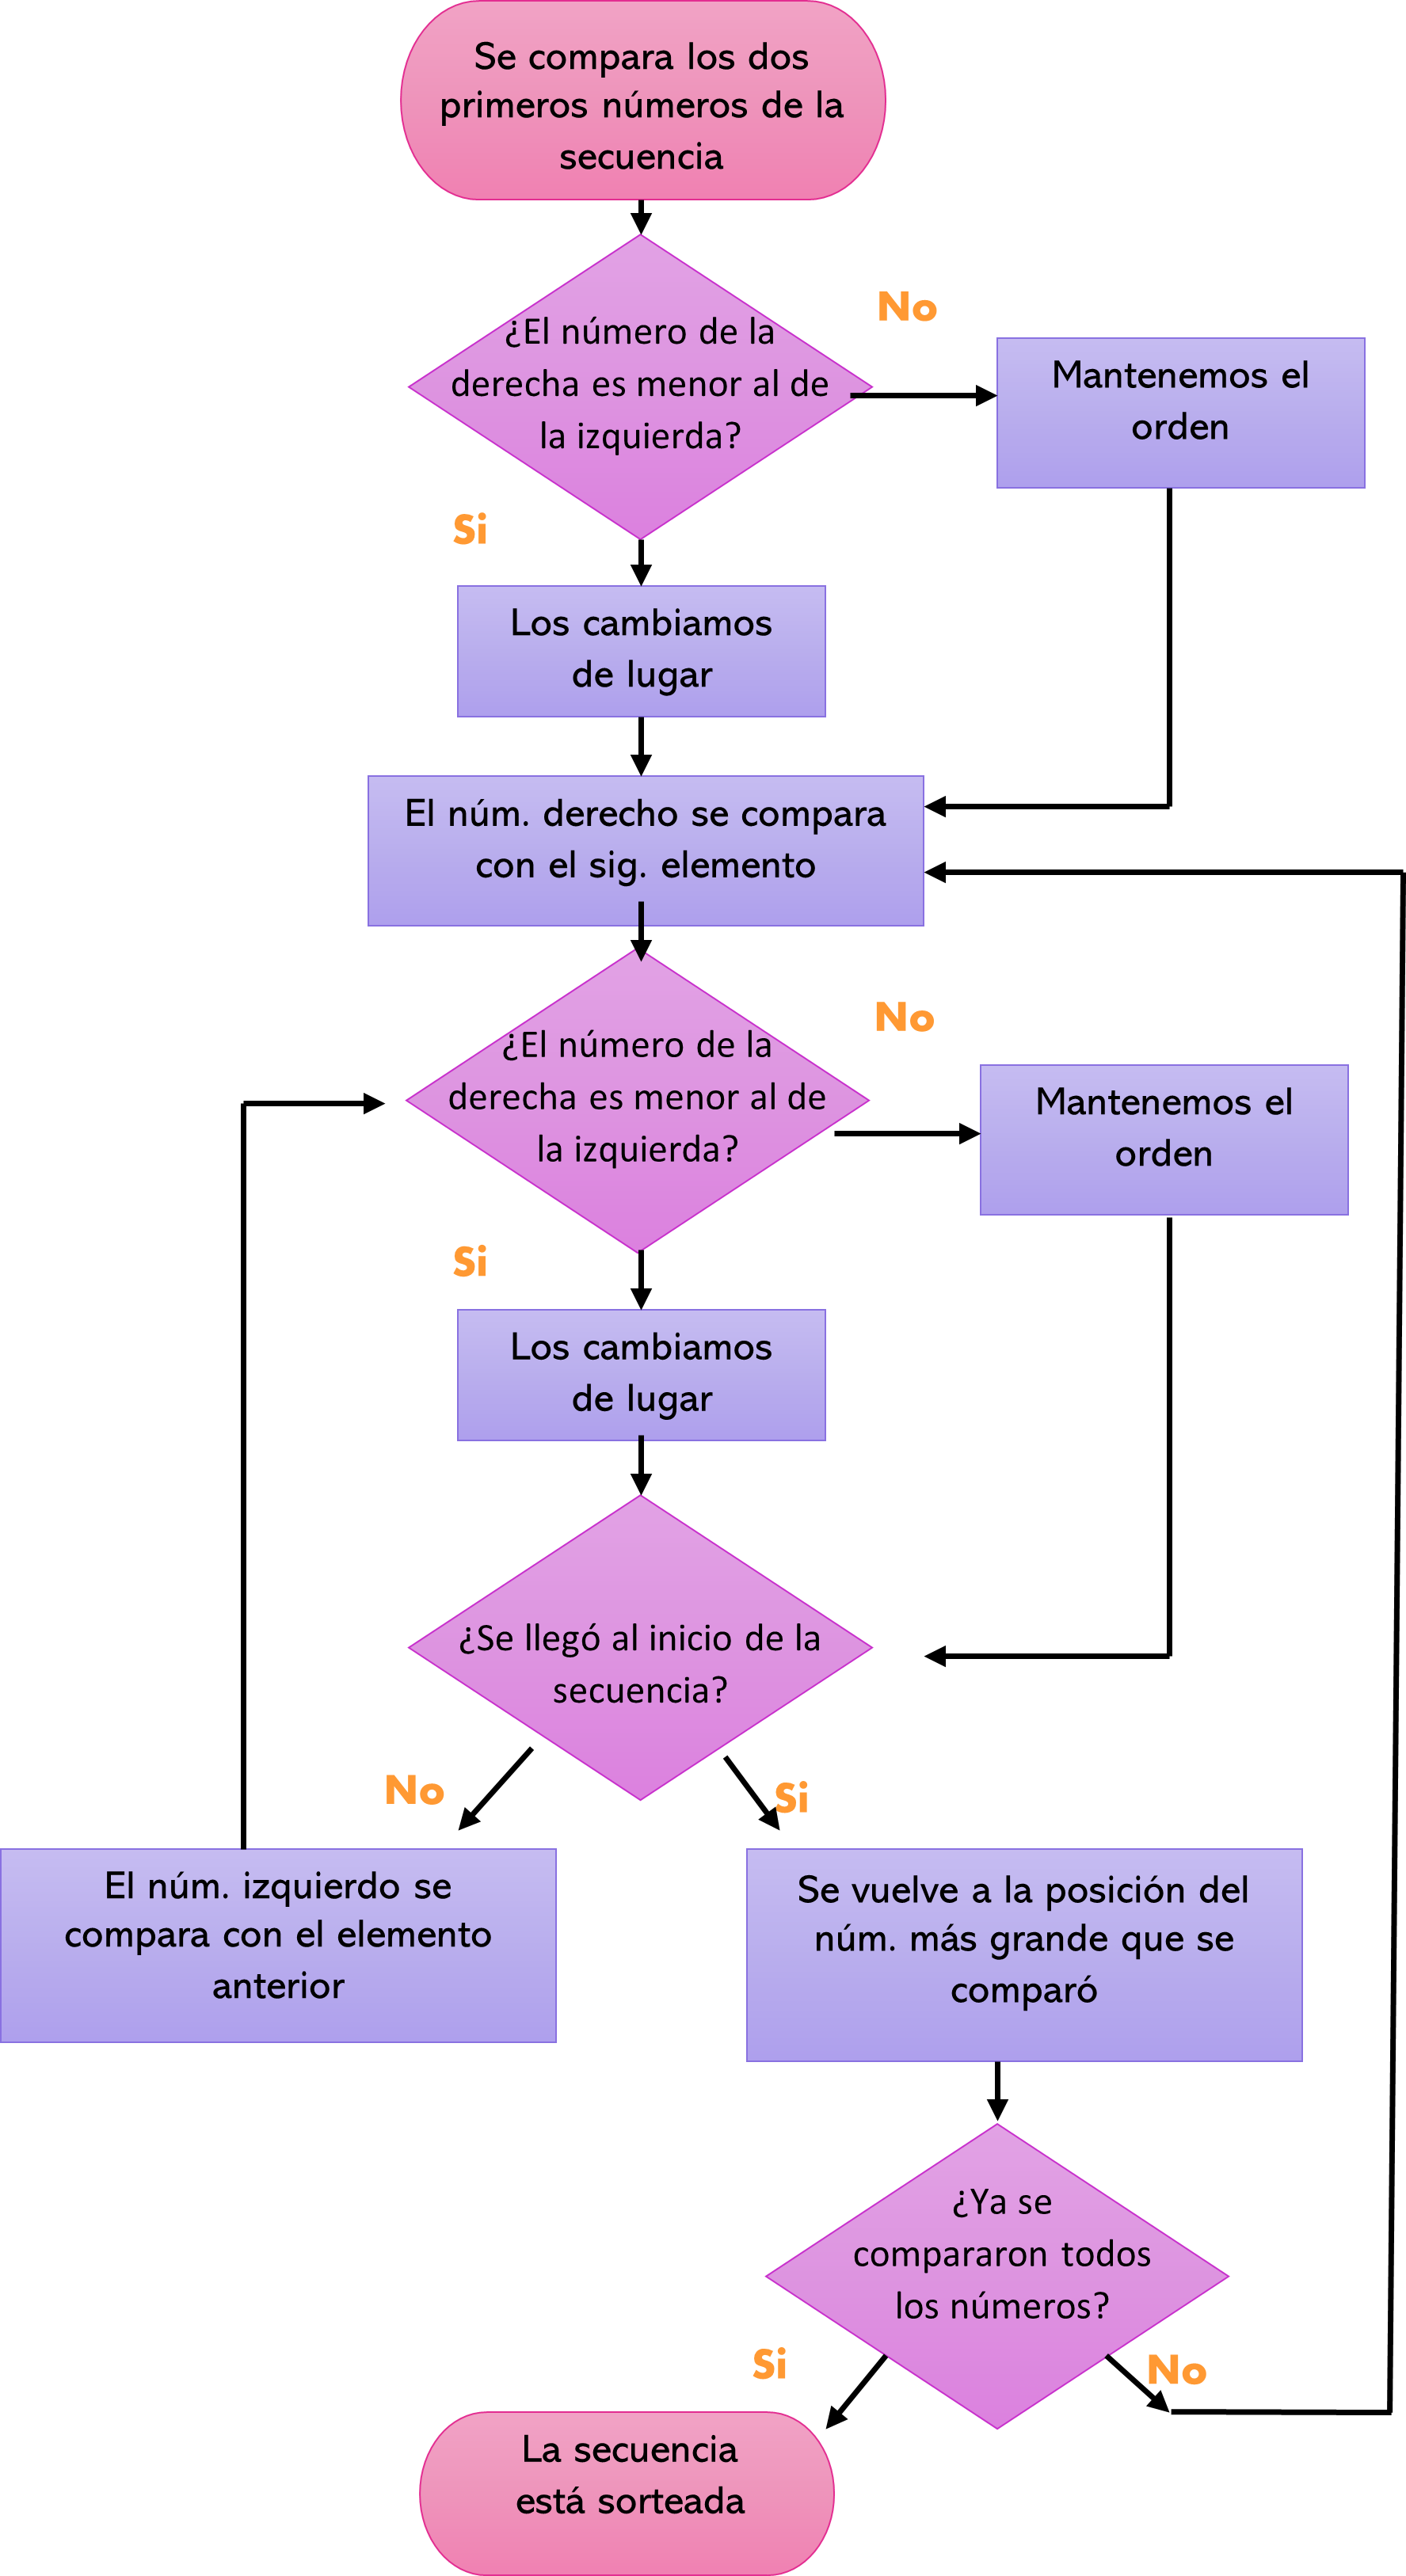 Se compara los dos
primeros números de la
secuencia
No
¿El número de la
derecha es menor al de
la izquierda?
Mantenemos el
orden
Si
Los cambiamos
de lugar
El núm. derecho se compara
con el sig. elemento
No
¿El número de la
derecha es menor al de
la izquierda?
Mantenemos el
orden
Si
Los cambiamos
de lugar
¿Se llegó al inicio de la
secuencia?
No
Si
El núm. izquierdo se
compara con el elemento
anterior
Se vuelve a la posición del
núm. más grande que se
comparó
¿Ya se
compararon todos
los números?
Si
No
La secuencia
está sorteada